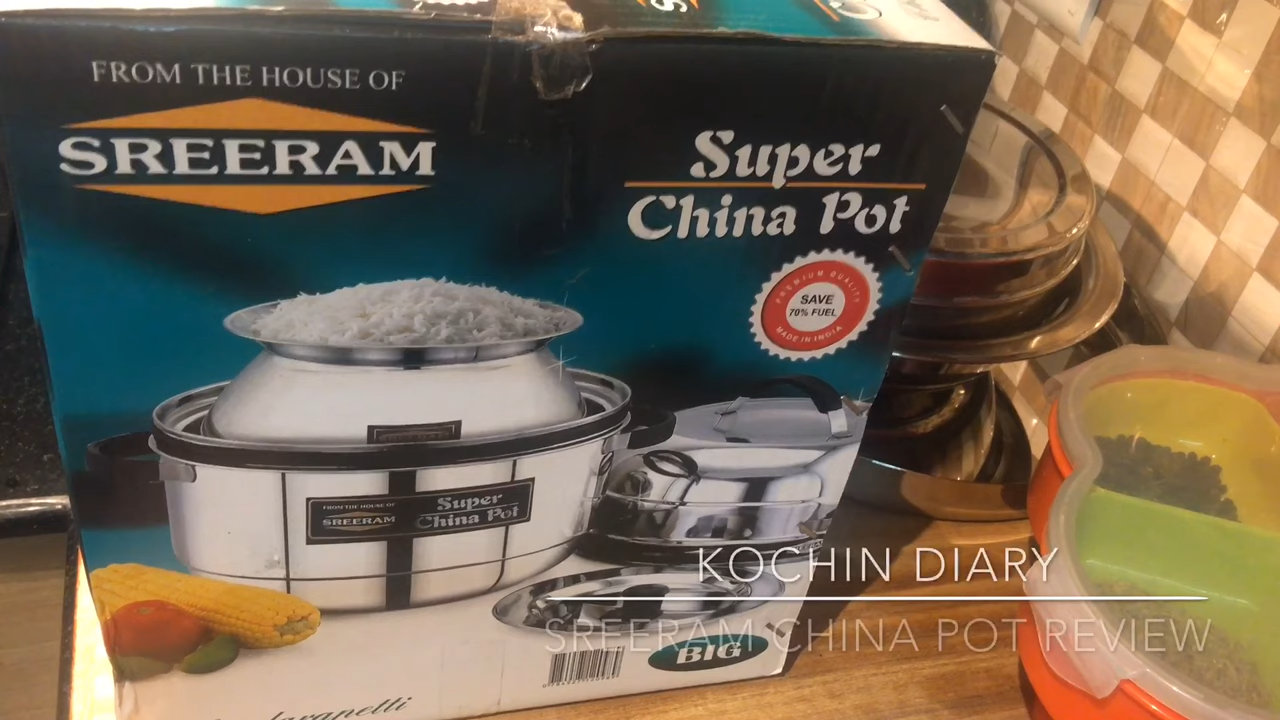 FROM THE HOUSE OF
SREERAM
Super
China Pot
PREMIUM QUALITY
SAVE
70% FUEL
MADE IN INDIA
FROM THE HOUSE OF
SREERAM
Super
China Pot
BIG
KOCHIN DIARY
SREERAM CHINA POT REVIEW